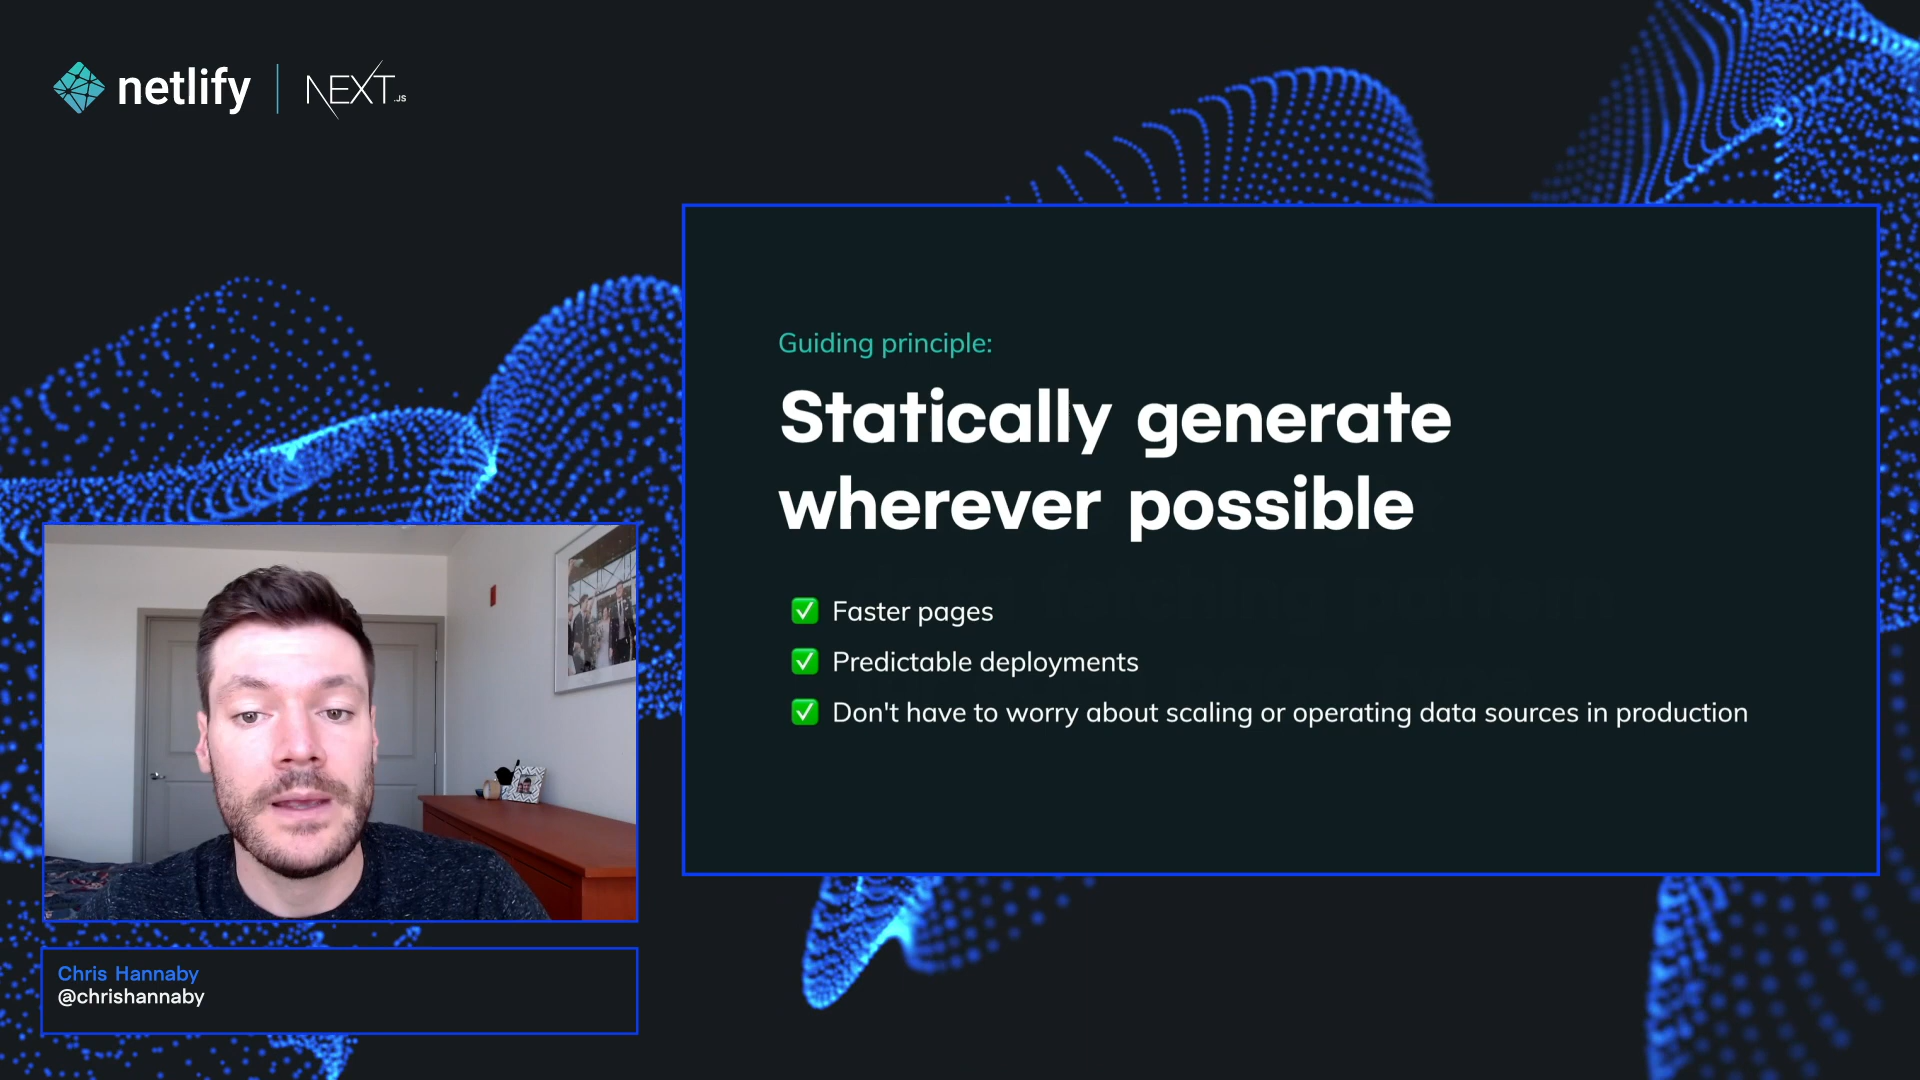 netlify
NEXT.JS
Guiding principle:
Statically generate
wherever possible
✅ Faster pages
✅ Predictable deployments
✅ Don't have to worry about scaling or operating data sources in production
Chris Hannaby
@chrishannaby